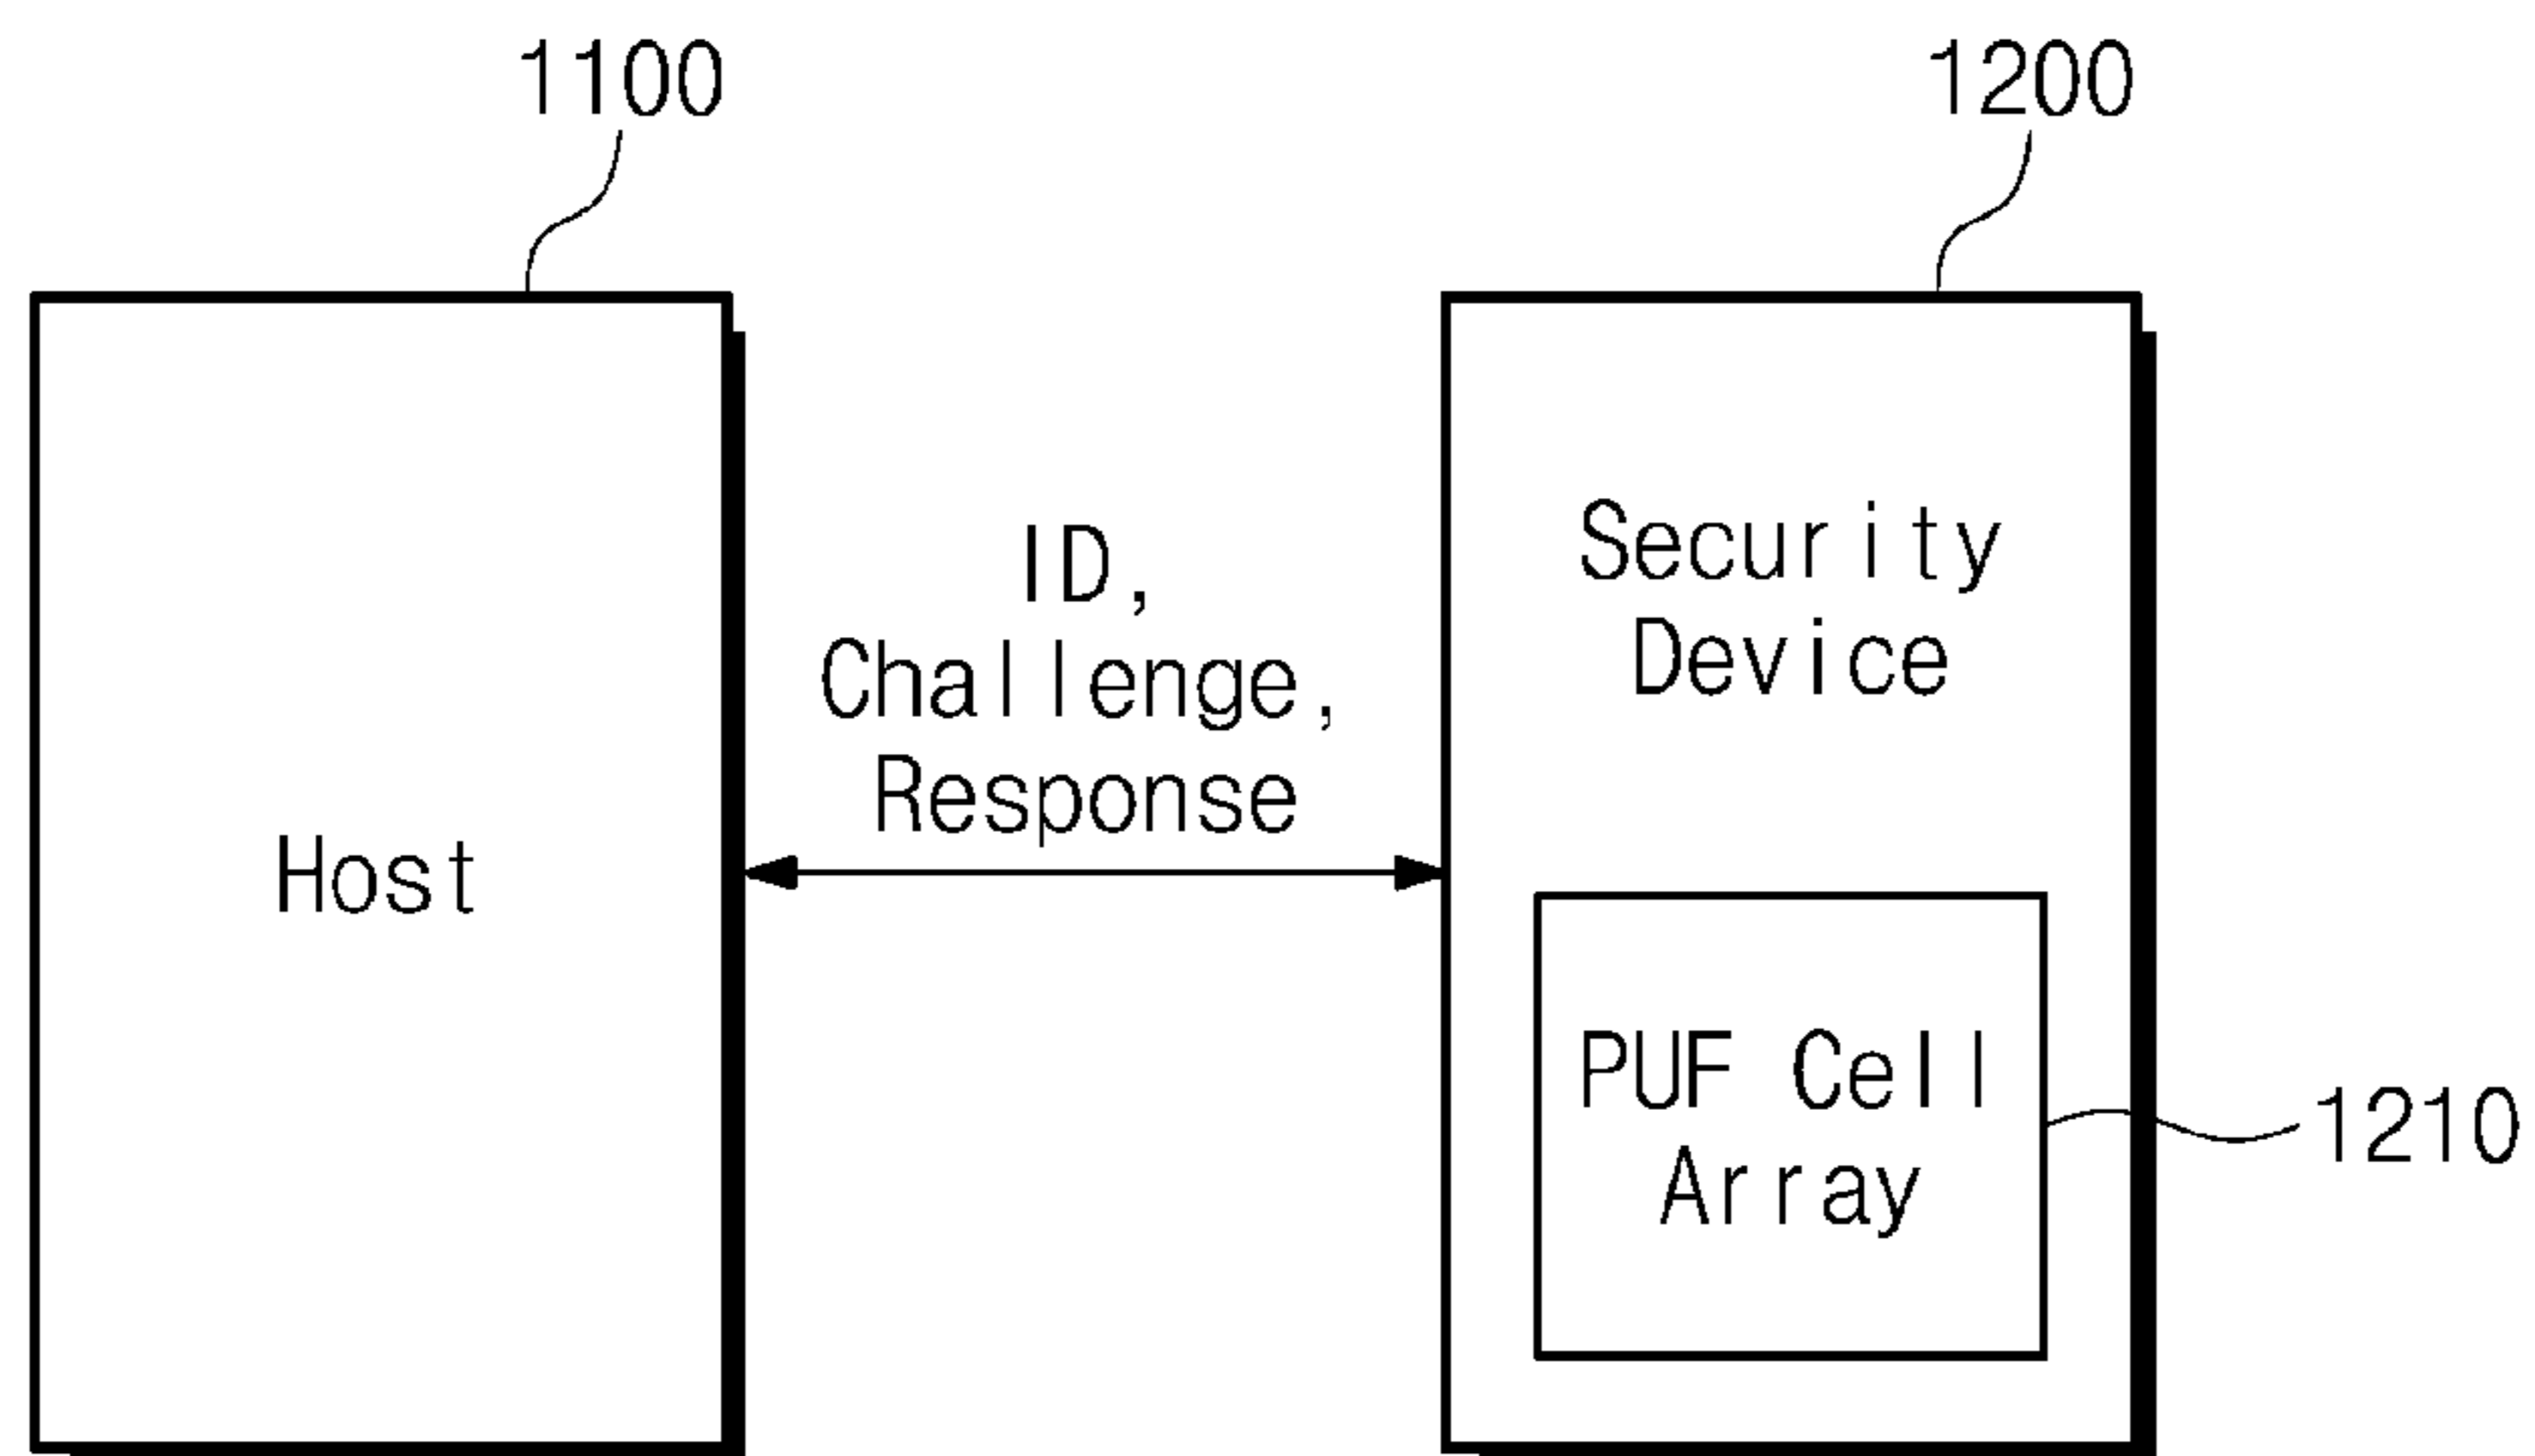 1100
1200
ID,
Challenge,
Response
Security
Device
Host
PUF Cell
Array
1210